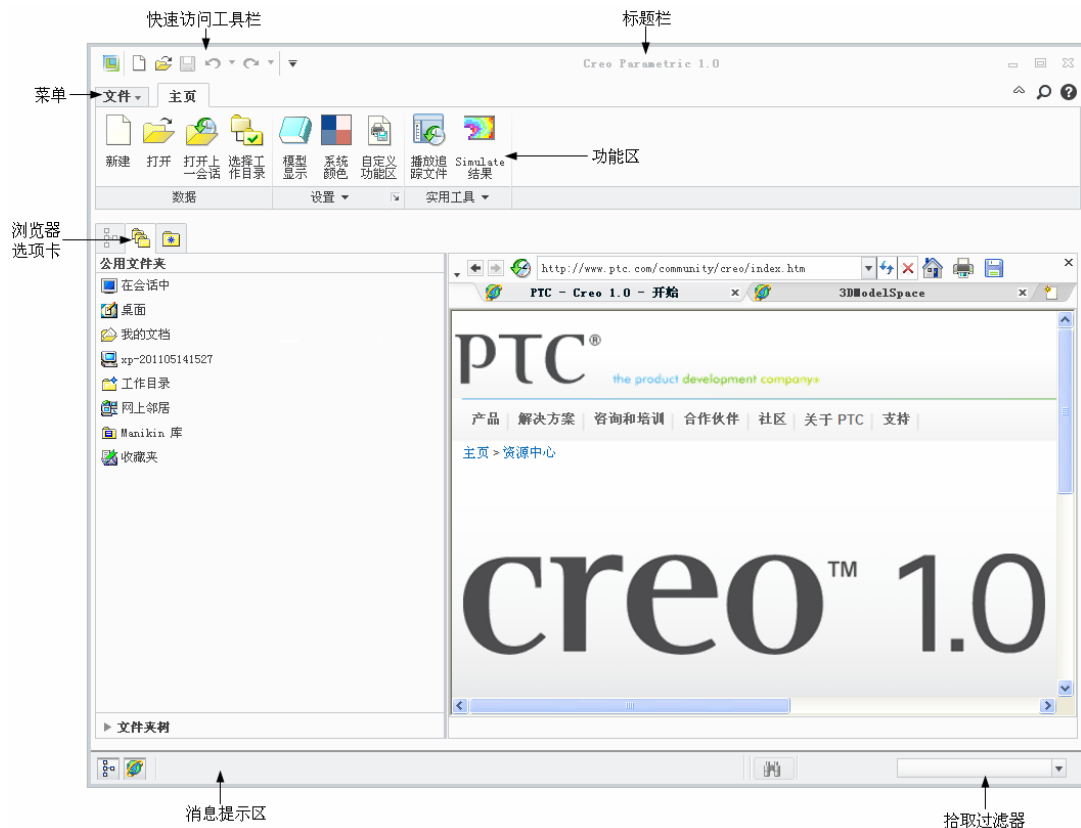 快速访问工具栏
标题栏
Creo Parametric 1.0
菜单
文件
主页
新建
打开
打开上一会话
选择工作目录
模型显示
系统颜色
自定义功能区
播放追踪文件
Simulate结果
功能区
数据
设置
实用工具
浏览器选项卡
公用文件夹
在会话中
桌面
我的文档
xp-201105141527
工作目录
网上邻居
Manikin 库
收藏夹
http://www.ptc.com/community/creo/index.htm
PTC - Creo 1.0 - 开始
3DModelSpace
PTC®
the product development company®
产品 解决方案 咨询和培训 合作伙伴 社区 关于 PTC 支持
主页 > 资源中心
creo™ 1.0
文件夹树
消息提示区
拾取过滤器